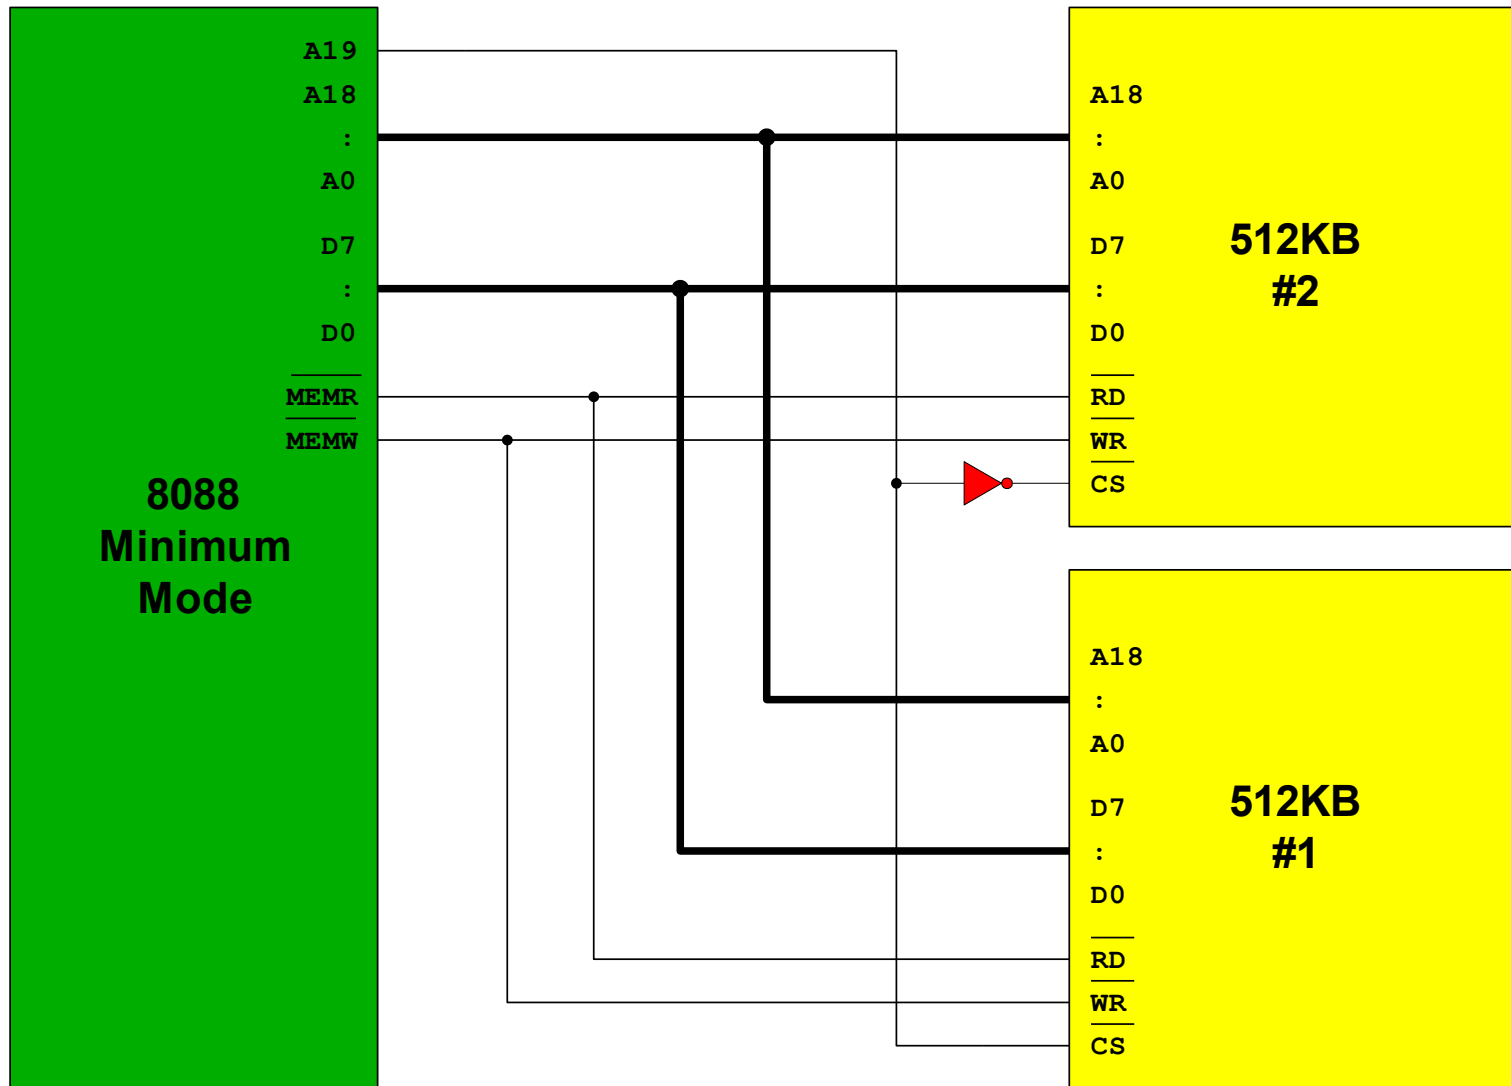 A19
A18
:
A0
D7
:
D0
MEMR
MEMW
8088
Minimum
Mode
A18
:
A0
D7
:
D0
RD
WR
CS
512KB
#2
A18
:
A0
D7
:
D0
RD
WR
CS
512KB
#1